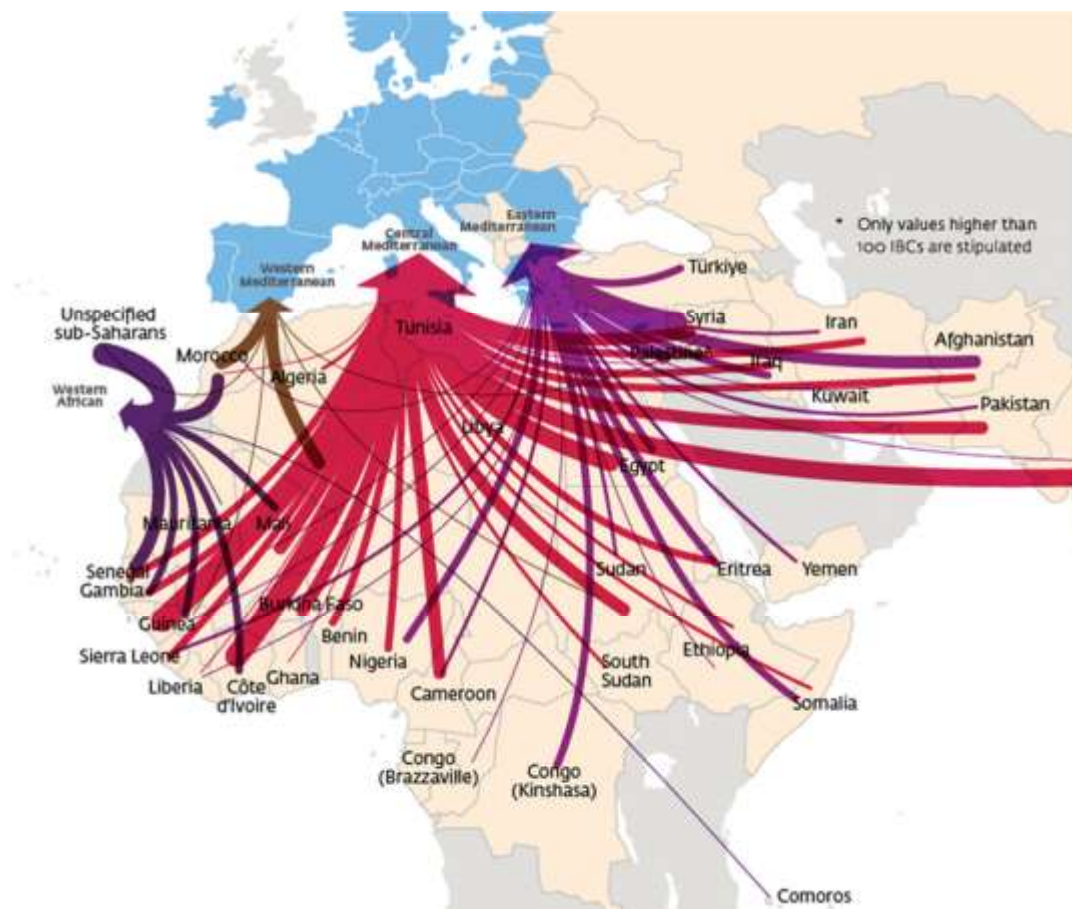 Eastern
Mediterranean
Central
Mediterranean
* Only values higher than
100 IBCs are stipulated
Western
Mediterranean
Türkiye
Unspecified
sub-Saharans
Tunisia
Syria
Iran
Morocco
Palestine
Afghanistan
Algeria
Iraq
Western
African
Kuwait
Pakistan
Libya
Egypt
Mauritania
Mali
Senegal
Gambia
Sudan
Eritrea
Yemen
Burkina Faso
Guinea
Benin
Sierra Leone
Nigeria
Ethiopia
Ghana
South
Sudan
Liberia
Côte
d'Ivoire
Cameroon
Somalia
Congo
(Brazzaville)
Congo
(Kinshasa)
Comoros